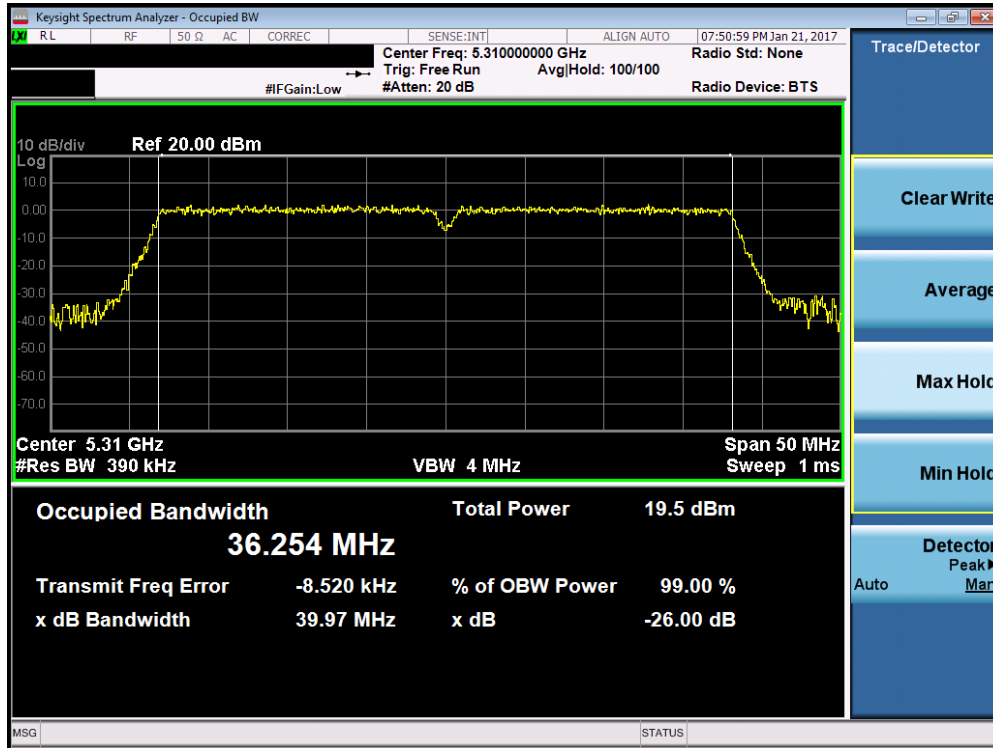 Keysight Spectrum Analyzer - Occupied BW
LXI RL RF 50 Ω AC CORREC SENSE:INT ALIGN AUTO 07:50:59 PM Jan 21, 2017
Center Freq: 5.310000000 GHz Radio Std: None
Trig: Free Run Avg|Hold: 100/100
#IFGain:Low #Atten: 20 dB Radio Device: BTS
Trace/Detector
10 dB/div Ref 20.00 dBm
Log
10.0
0.00
-10.0
-20.0
-30.0
-40.0
-50.0
-60.0
-70.0
Center 5.31 GHz Span 50 MHz
#Res BW 390 kHz VBW 4 MHz Sweep 1 ms
Occupied Bandwidth Total Power 19.5 dBm
36.254 MHz
Transmit Freq Error -8.520 kHz % of OBW Power 99.00 %
x dB Bandwidth 39.97 MHz x dB -26.00 dB
Clear Write
Average
Max Hold
Min Hold
Detector
Peak
Auto Man
MSG STATUS